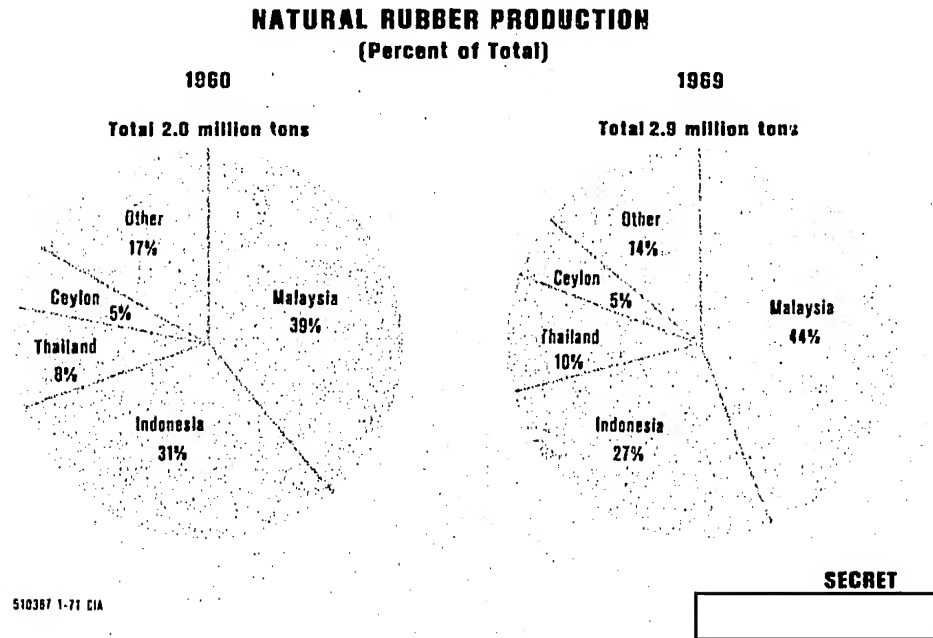 NATURAL RUBBER PRODUCTION
(Percent of Total)
1960
Total 2.0 million tons
Other
17%
Ceylon
5%
Thailand
8%
Indonesia
31%
Malaysia
39%
1969
Total 2.9 million tons
Other
14%
Ceylon
5%
Thailand
10%
Indonesia
27%
Malaysia
44%
510387 1-71 CIA
SECRET